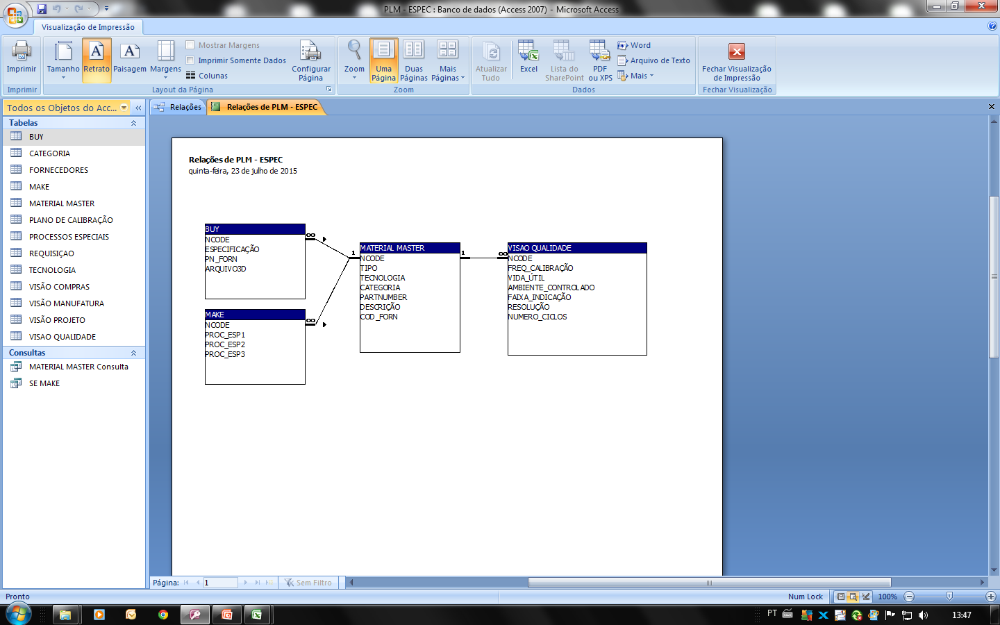 PLM - ESPEC : Banco de dados (Access 2007) - Microsoft Access
Visualização de Impressão
Imprimir
Tamanho
Retrato
Paisagem
Margens
Mostrar Margens
Imprimir Somente Dados
Colunas
Configurar Página
Zoom
Uma Página
Duas Páginas
Mais Páginas
Atualizar Tudo
Excel
Lista do SharePoint
PDF ou XPS
Word
Arquivo de Texto
Mais
Fechar Visualização de Impressão
Imprimir
Layout da Página
Zoom
Dados
Fechar Visualização
Todos os Objetos do Acc... «
Relações
Relações de PLM - ESPEC
Tabelas
BUY
CATEGORIA
FORNECEDORES
MAKE
MATERIAL MASTER
PLANO DE CALIBRAÇÃO
PROCESSOS ESPECIAIS
REQUISIÇAO
TECNOLOGIA
VISÃO COMPRAS
VISÃO MANUFATURA
VISÃO PROJETO
VISAO QUALIDADE
Consultas
MATERIAL MASTER Consulta
SE MAKE
Relações de PLM - ESPEC
quinta-feira, 23 de julho de 2015
BUY
NCODE
ESPECIFICAÇÃO
PN_FORN
ARQUIVO3D
∞
MAKE
NCODE
PROC_ESP1
PROC_ESP2
PROC_ESP3
∞
1
MATERIAL MASTER
NCODE
TIPO
TECNOLOGIA
CATEGORIA
PARTNUMBER
DESCRIÇÃO
COD_FORN
1
∞
VISAO QUALIDADE
NCODE
FREQ_CALIBRAÇÃO
VIDA_ÚTIL
AMBIENTE_CONTROLADO
FAIXA_INDICAÇÃO
RESOLUÇÃO
NUMERO_CICLOS
Página: 1
Sem Filtro
Pronto
Num Lock
100%
PT
13:47